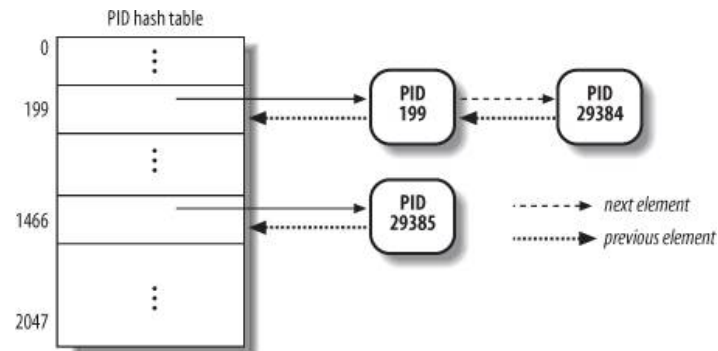 PID hash table
0
⋮
199
PID
199
PID
29384
⋮
1466
PID
29385
next element
previous element
⋮
2047